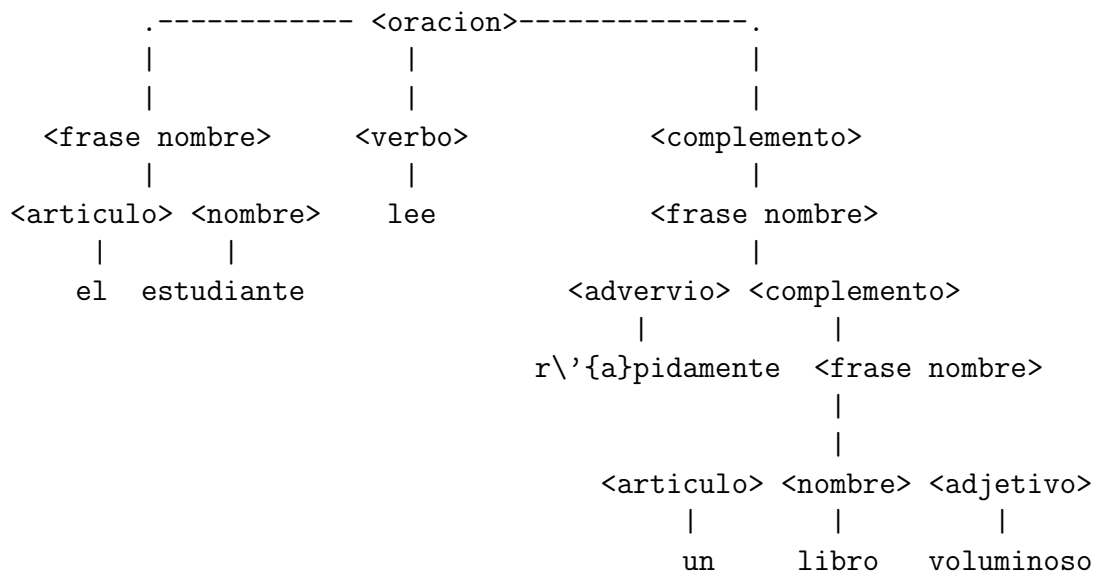 .------------ <oracion>--------------.
| | |
| | |
<frase nombre> <verbo> <complemento>
| | |
<articulo> <nombre> lee <frase nombre>
| | |
el estudiante <advervio> <complemento>
| |
r\'{a}pidamente <frase nombre>
|
|
<articulo> <nombre> <adjetivo>
| | |
un libro voluminoso